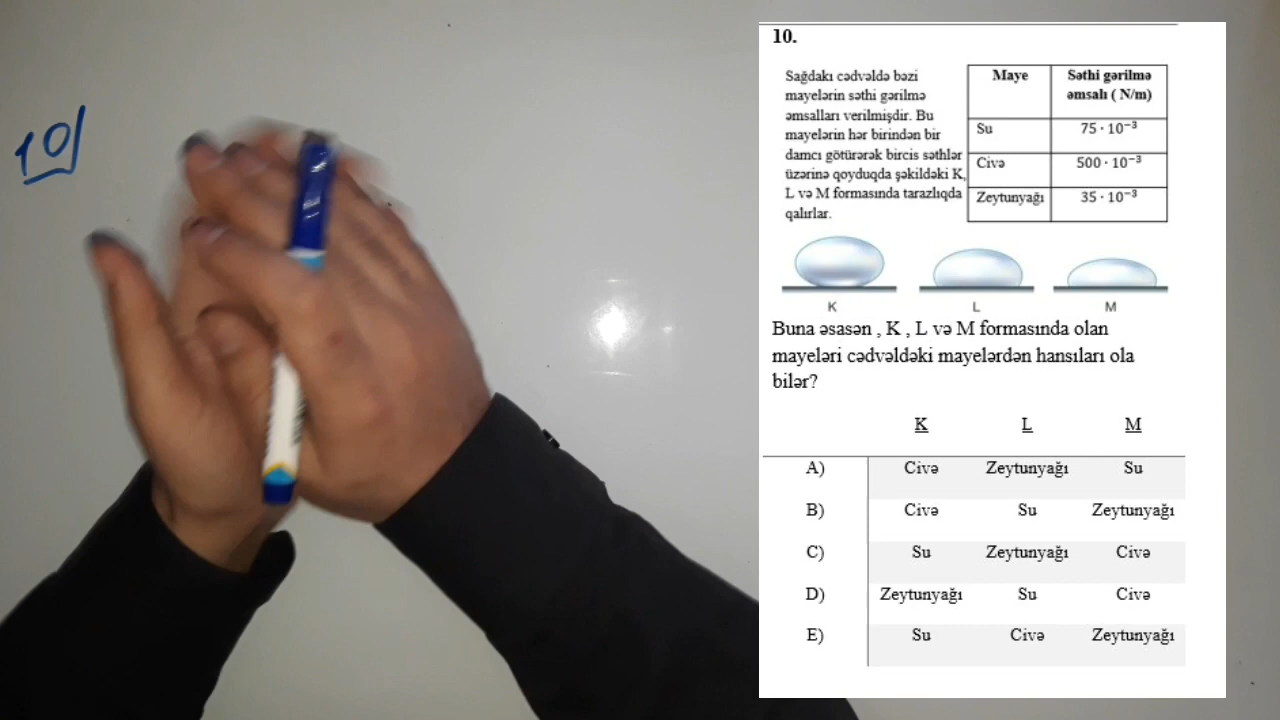 10)
10.
Sağdakı cədvəldə bəzi
mayelərin səthi gərilmə
əmsalları verilmişdir. Bu
mayelərin hər birindən bir
damcı götürərək bircis səthlər
üzərinə qoyduqda şəkildəki K,
L və M formasında tarazlıqda
qalırlar.
Maye Səthi gərilmə
əmsalı ( N/m)
Su 75 · 10⁻³
Civə 500 · 10⁻³
Zeytunyağı 35 · 10⁻³
K L M
Buna əsasən , K , L və M formasında olan
mayeləri cədvəldəki mayelərdən hansıları ola
bilər?
K L M
A) Civə Zeytunyağı Su
B) Civə Su Zeytunyağı
C) Su Zeytunyağı Civə
D) Zeytunyağı Su Civə
E) Su Civə Zeytunyağı